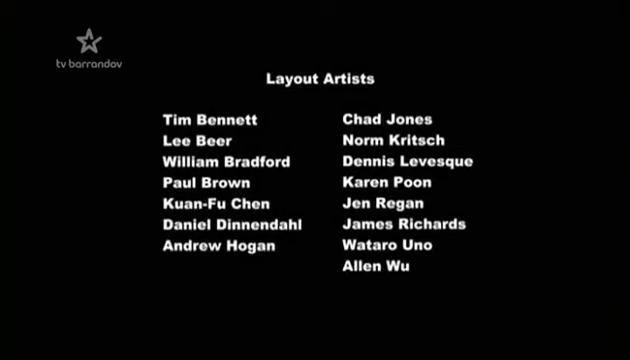 tv barrandov
Layout Artists
Tim Bennett
Lee Beer
William Bradford
Paul Brown
Kuan-Fu Chen
Daniel Dinnendahl
Andrew Hogan
Chad Jones
Norm Kritsch
Dennis Levesque
Karen Poon
Jen Regan
James Richards
Wataro Uno
Allen Wu